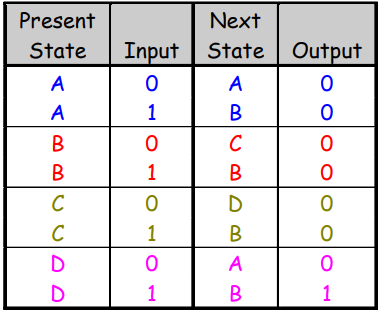 Present State Input Next State Output
A 0 A 0
A 1 B 0
B 0 C 0
B 1 B 0
C 0 D 0
C 1 B 0
D 0 A 0
D 1 B 1